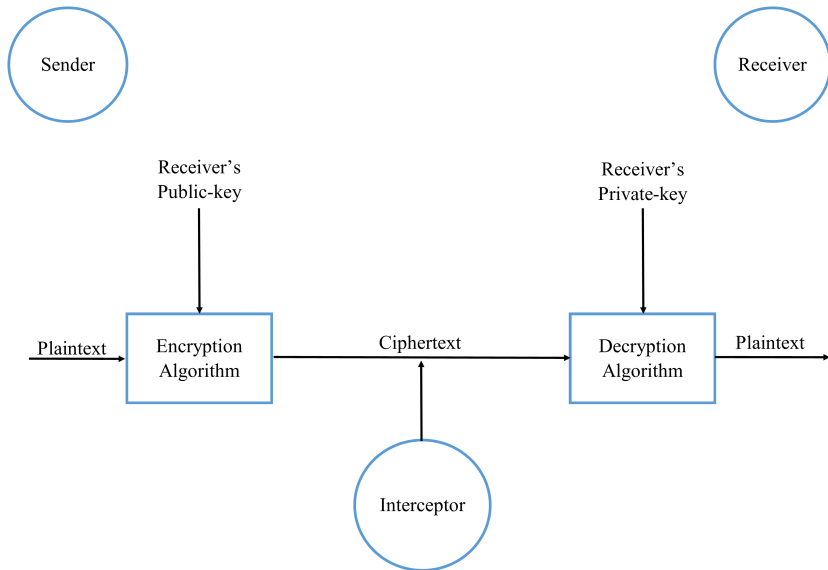 Sender
Receiver
Receiver's
Public-key
Receiver's
Private-key
Plaintext
Encryption
Algorithm
Ciphertext
Decryption
Algorithm
Plaintext
Interceptor